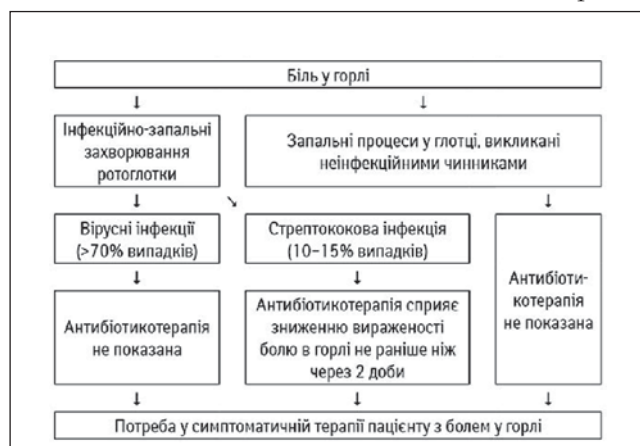 Біль у горлі
↓ ↓
Інфекційно-запальні
захворювання
ротоглотки
Запальні процеси у глотці, викликані
неінфекційними чинниками
↓ ↘ ↓
Вірусні інфекції
(>70% випадків)
Стрептококова інфекція
(10–15% випадків)
↓ ↓
Антибіотикотерапія
не показана
Антибіотикотерапія сприяє
зниженню вираженості
болю в горлі не раніше ніж
через 2 доби
Антибіоти-
котерапія
не показана
↓ ↓ ↓
Потреба у симптоматичній терапії пацієнту з болем у горлі